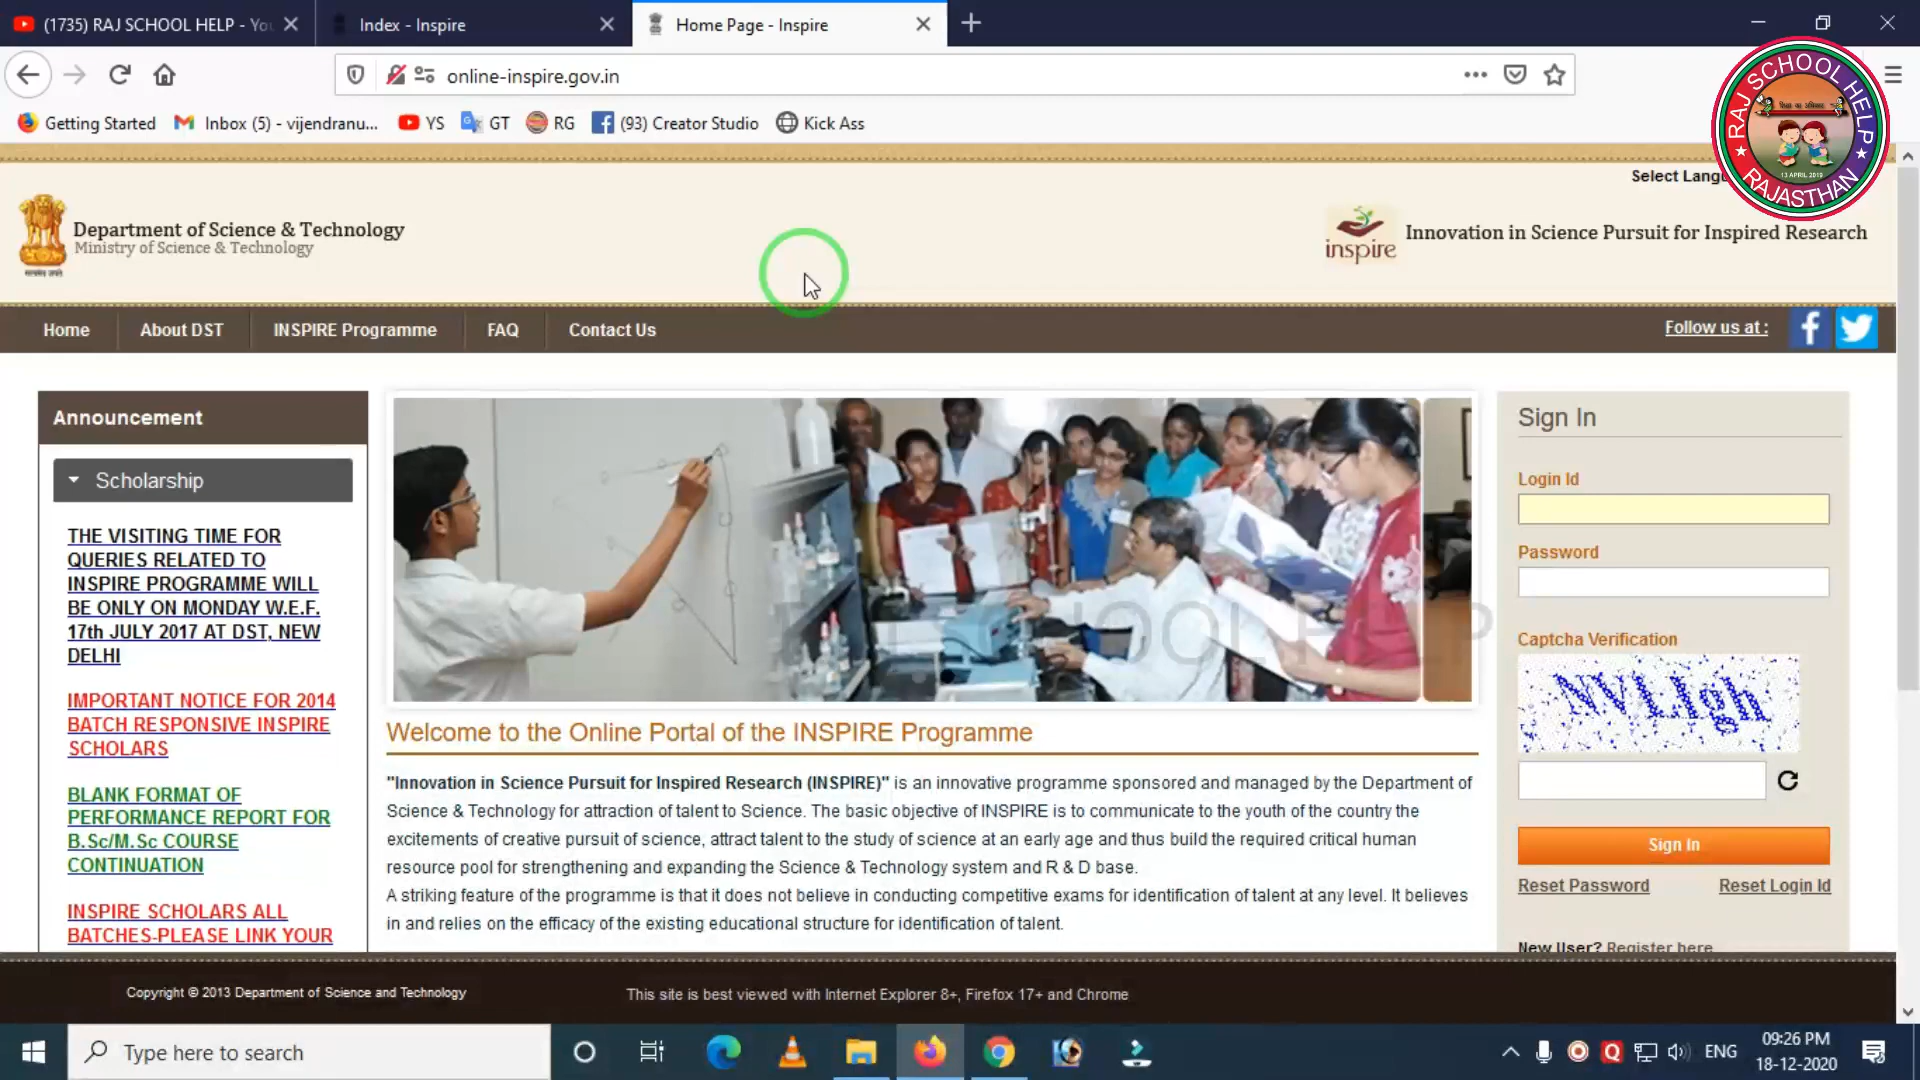 (1735) RAJ SCHOOL HELP - You
Index - Inspire
Home Page - Inspire
online-inspire.gov.in
Getting Started
Inbox (5) - vijendranu...
YS
GT
RG
(93) Creator Studio
Kick Ass
RAJ SCHOOL HELP
13 APRIL 2019
RAJASTHAN
Select
Department of Science & Technology
Ministry of Science & Technology
सत्यमेव जयते
inspire
Innovation in Science Pursuit for Inspired Research
Home
About DST
INSPIRE Programme
FAQ
Contact Us
Follow us at :
Announcement
Scholarship
THE VISITING TIME FOR
QUERIES RELATED TO
INSPIRE PROGRAMME WILL
BE ONLY ON MONDAY W.E.F.
17th JULY 2017 AT DST, NEW
DELHI
IMPORTANT NOTICE FOR 2014
BATCH RESPONSIVE INSPIRE
SCHOLARS
BLANK FORMAT OF
PERFORMANCE REPORT FOR
B.Sc/M.Sc COURSE
CONTINUATION
INSPIRE SCHOLARS ALL
BATCHES-PLEASE LINK YOUR
SCHOOL HELP
Welcome to the Online Portal of the INSPIRE Programme
"Innovation in Science Pursuit for Inspired Research (INSPIRE)" is an innovative programme sponsored and managed by the Department of
Science & Technology for attraction of talent to Science. The basic objective of INSPIRE is to communicate to the youth of the country the
excitements of creative pursuit of science, attract talent to the study of science at an early age and thus build the required critical human
resource pool for strengthening and expanding the Science & Technology system and R & D base.
A striking feature of the programme is that it does not believe in conducting competitive exams for identification of talent at any level. It believes
in and relies on the efficacy of the existing educational structure for identification of talent.
Sign In
Login Id
Password
Captcha Verification
Sign In
Reset Password
Reset Login Id
New User? Register here
Copyright © 2013 Department of Science and Technology
This site is best viewed with Internet Explorer 8+, Firefox 17+ and Chrome
Type here to search
ENG
09:26 PM
18-12-2020